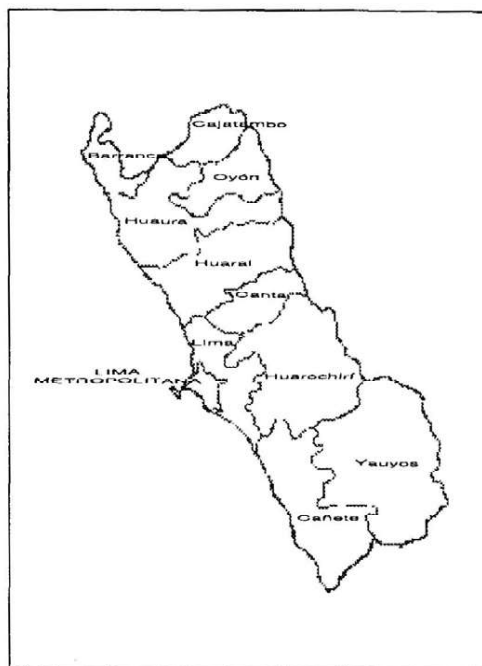 Cajatambo
Barranca
Oyón
Huaura
Huaral
Canta
Lima
LIMA
METROPOLITANA
Huarochirí
Yauyos
Cañete